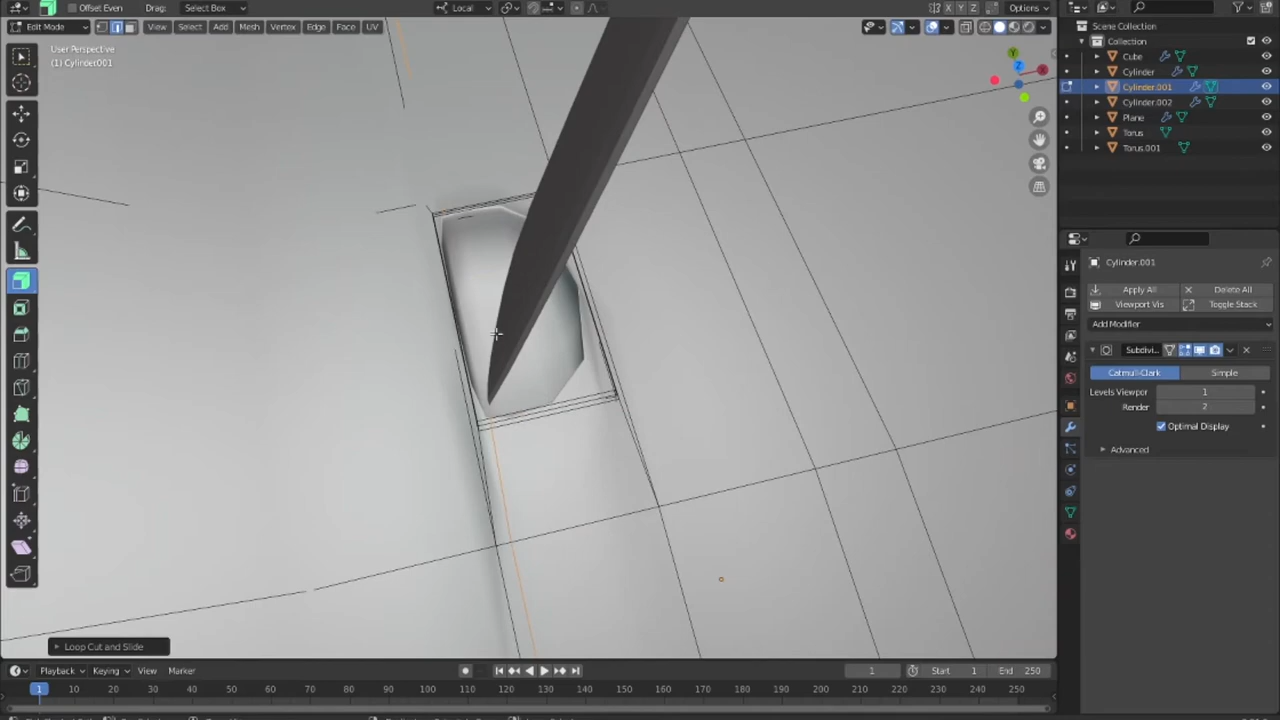 Offset Even
Drag:
Select Box
Local
Options
Edit Mode
View
Select
Add
Mesh
Vertex
Edge
Face
UV
User Perspective
(1) Cylinder001
Y
Z
X
Loop Cut and Slide
Scene Collection
Collection
Cube
Cylinder
Cylinder.001
Cylinder.002
Plane
Torus
Torus.001
Cylinder.001
Apply All
Delete All
Viewport Vis
Toggle Stack
Add Modifier
Subdivi...
Catmull-Clark
Simple
Levels Viewpor
1
Render
2
Optimal Display
Advanced
Playback
Keying
View
Marker
1
Start
1
End
250
1
10
20
30
40
50
60
70
80
90
100
110
120
130
140
150
160
170
180
190
200
210
220
230
240
250